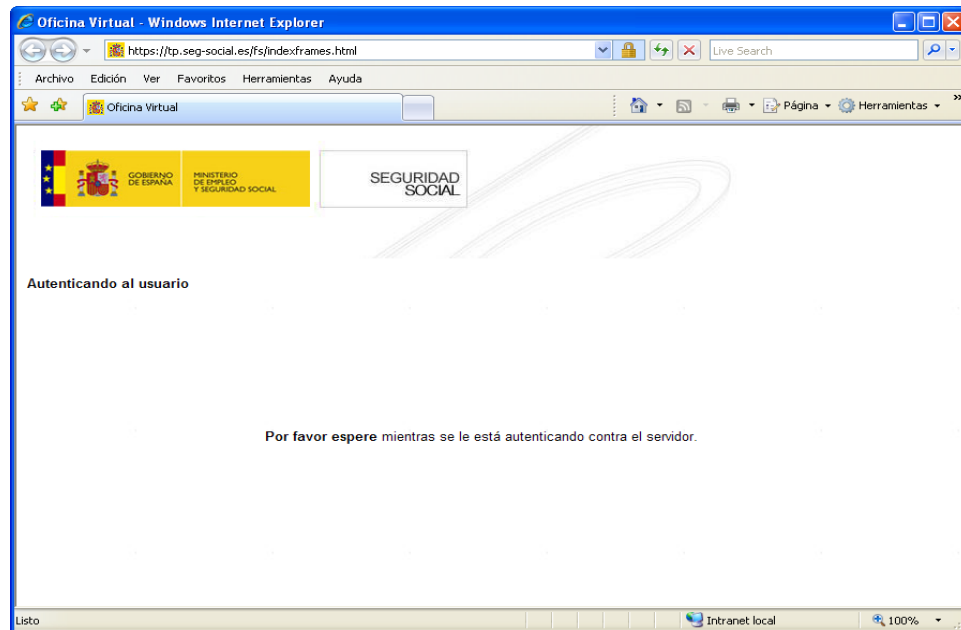 Oficina Virtual - Windows Internet Explorer
https://tp.seg-social.es/fs/indexframes.html
Live Search
Archivo Edición Ver Favoritos Herramientas Ayuda
Oficina Virtual
Página
Herramientas
»
GOBIERNO
DE ESPAÑA
MINISTERIO
DE EMPLEO
Y SEGURIDAD SOCIAL
SEGURIDAD
SOCIAL
Autenticando al usuario
Por favor espere mientras se le está autenticando contra el servidor.
Listo
Intranet local
100%